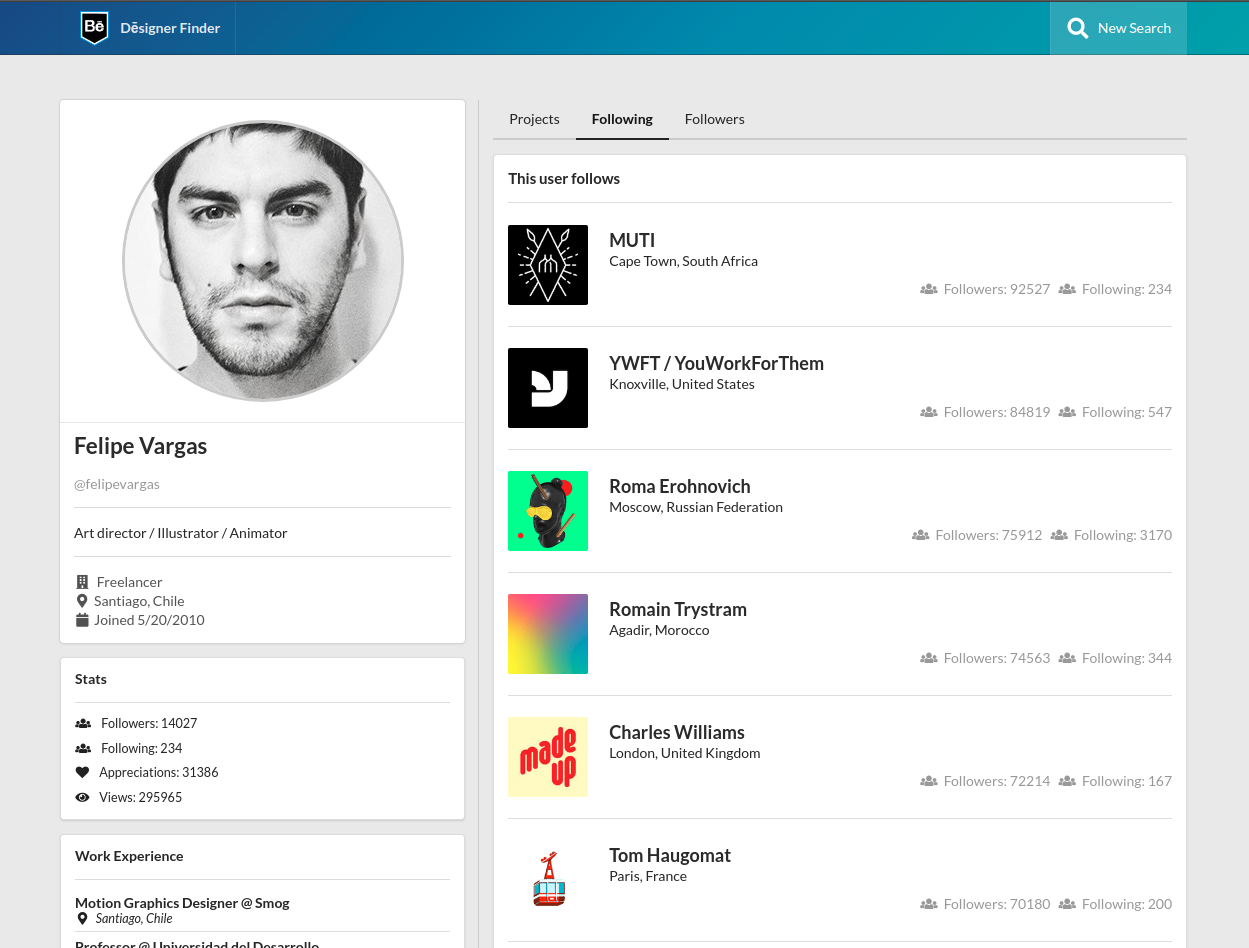 Bē
Dēsigner Finder
New Search
Felipe Vargas
@felipevargas
Art director / Illustrator / Animator
Freelancer
Santiago, Chile
Joined 5/20/2010
Stats
Followers: 14027
Following: 234
Appreciations: 31386
Views: 295965
Work Experience
Motion Graphics Designer @ Smog
Santiago, Chile
Professor @ Universidad del Desarrollo
Projects
Following
Followers
This user follows
MUTI
Cape Town, South Africa
Followers: 92527 Following: 234
YWFT / YouWorkForThem
Knoxville, United States
Followers: 84819 Following: 547
Roma Erohnovich
Moscow, Russian Federation
Followers: 75912 Following: 3170
Romain Trystram
Agadir, Morocco
Followers: 74563 Following: 344
made
up
Charles Williams
London, United Kingdom
Followers: 72214 Following: 167
Tom Haugomat
Paris, France
Followers: 70180 Following: 200